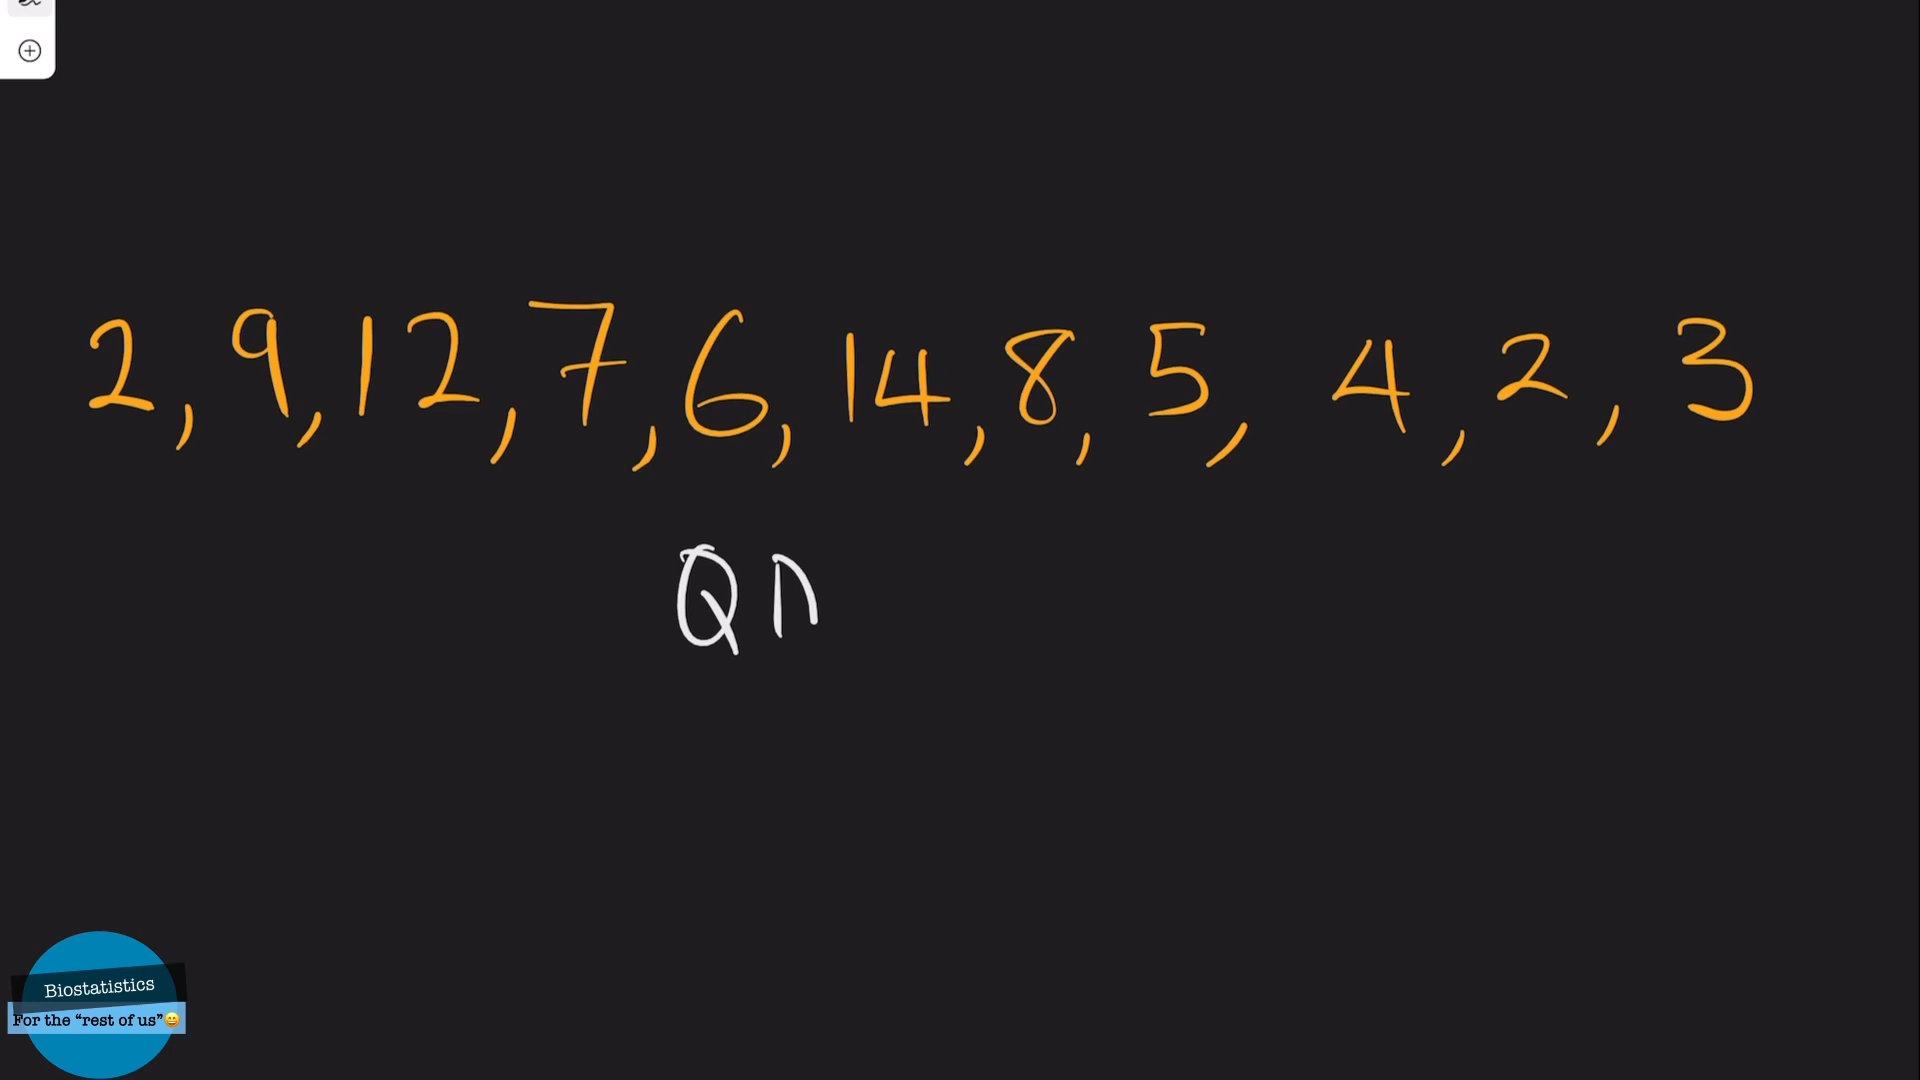 2, 9, 12, 7, 6, 14, 8, 5, 4, 2, 3
Biostatistics
For the “rest of us”😄